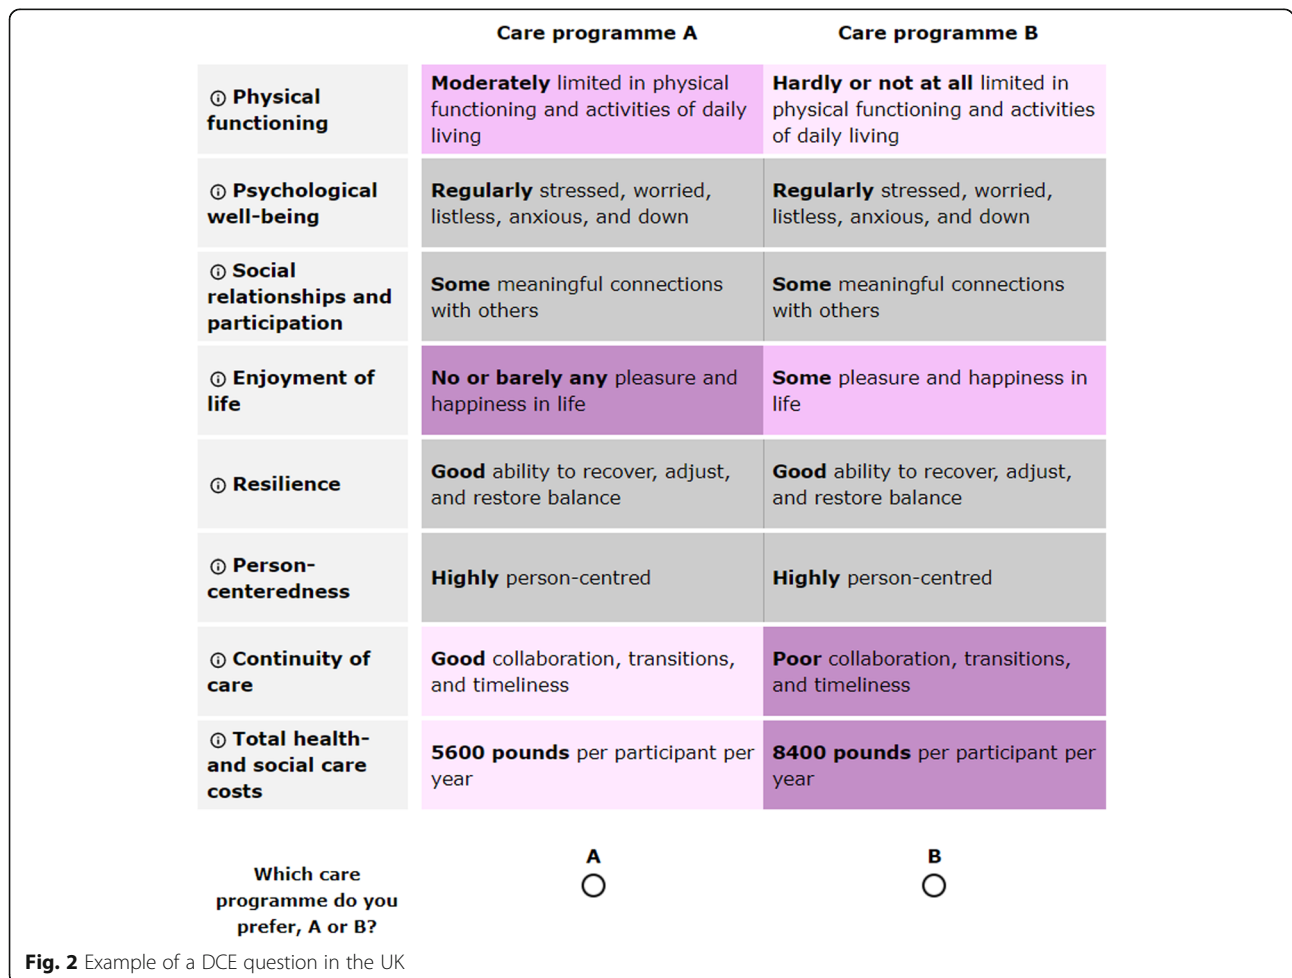 Care programme A
Care programme B
ⓘ Physical
functioning
Moderately limited in physical
functioning and activities of daily
living
Hardly or not at all limited in
physical functioning and activities
of daily living
ⓘ Psychological
well-being
Regularly stressed, worried,
listless, anxious, and down
Regularly stressed, worried,
listless, anxious, and down
ⓘ Social
relationships and
participation
Some meaningful connections
with others
Some meaningful connections
with others
ⓘ Enjoyment of
life
No or barely any pleasure and
happiness in life
Some pleasure and happiness in
life
ⓘ Resilience
Good ability to recover, adjust,
and restore balance
Good ability to recover, adjust,
and restore balance
ⓘ Person-
centeredness
Highly person-centred
Highly person-centred
ⓘ Continuity of
care
Good collaboration, transitions,
and timeliness
Poor collaboration, transitions,
and timeliness
ⓘ Total health-
and social care
costs
5600 pounds per participant per
year
8400 pounds per participant per
year
Which care
programme do you
prefer, A or B?
A
B
Fig. 2 Example of a DCE question in the UK